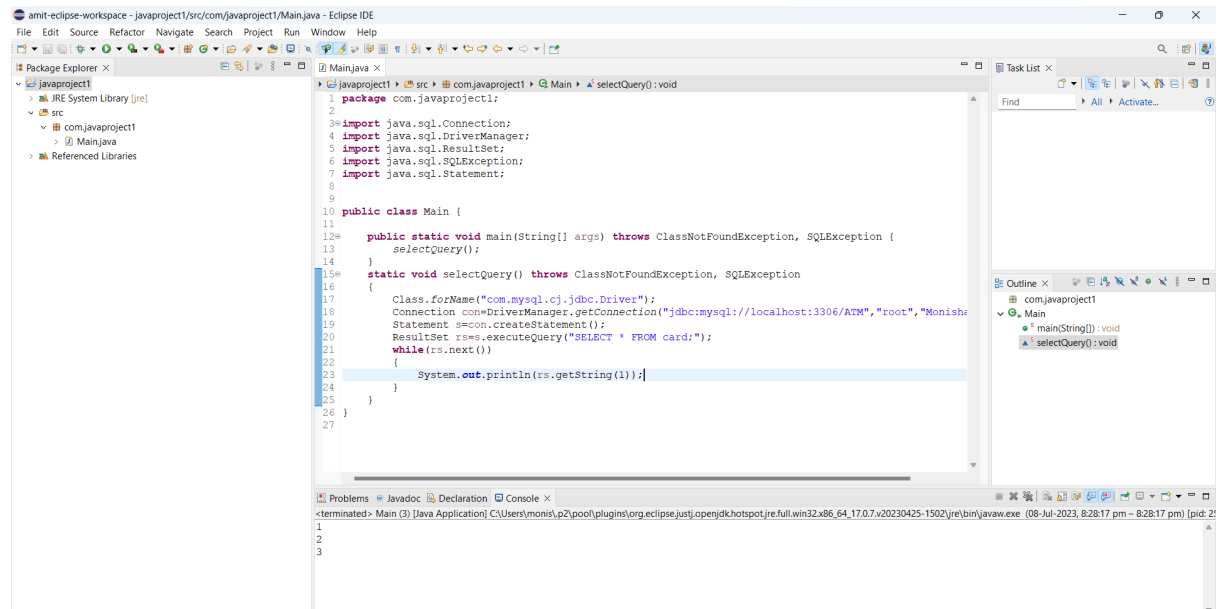 amit-eclipse-workspace - javaproject1/src/com/javaproject1/Main.java - Eclipse IDE
File Edit Source Refactor Navigate Search Project Run Window Help
Package Explorer
javaproject1
JRE System Library [jre]
src
com.javaproject1
Main.java
Referenced Libraries
Main.java
javaproject1 src com.javaproject1 Main selectQuery() : void
1 package com.javaproject1;
2
3 import java.sql.Connection;
4 import java.sql.DriverManager;
5 import java.sql.ResultSet;
6 import java.sql.SQLException;
7 import java.sql.Statement;
8
9
10 public class Main {
11
12 public static void main(String[] args) throws ClassNotFoundException, SQLException {
13 selectQuery();
14 }
15 static void selectQuery() throws ClassNotFoundException, SQLException
16 {
17 Class.forName("com.mysql.cj.jdbc.Driver");
18 Connection con=DriverManager.getConnection("jdbc:mysql://localhost:3306/ATM","root","Monisha
19 Statement s=con.createStatement();
20 ResultSet rs=s.executeQuery("SELECT * FROM card;");
21 while(rs.next())
22 {
23 System.out.println(rs.getString(1));
24 }
25 }
26 }
27
Task List
Find All Activate...
Outline
com.javaproject1
Main
main(String[]) : void
selectQuery() : void
Problems Javadoc Declaration Console
<terminated> Main (3) [Java Application] C:\Users\monis\.p2\pool\plugins\org.eclipse.justj.openjdk.hotspot.jre.full.win32.x86_64_17.0.7.v20230425-1502\jre\bin\javaw.exe (08-Jul-2023, 8:28:17 pm – 8:28:17 pm) [pid: 25
1
2
3